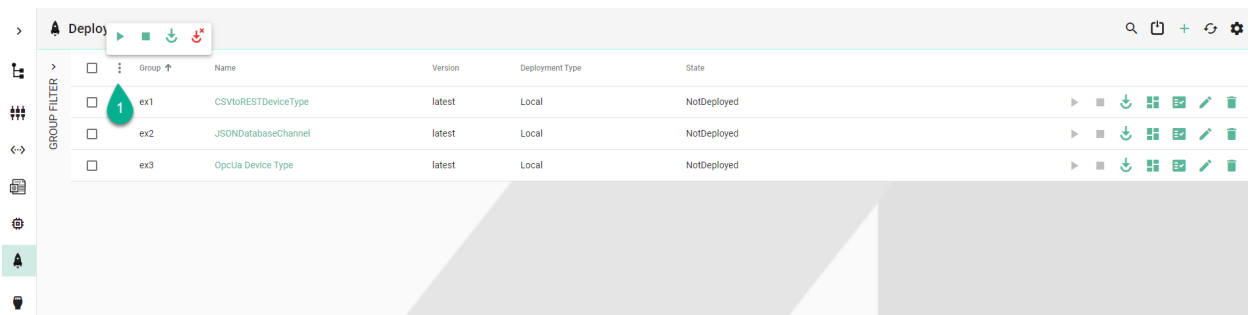 Deploy
GROUP FILTER
Group Name Version Deployment Type State
1
ex1 CSVtoRESTDeviceType latest Local NotDeployed
ex2 JSONDatabaseChannel latest Local NotDeployed
ex3 OpcUa Device Type latest Local NotDeployed